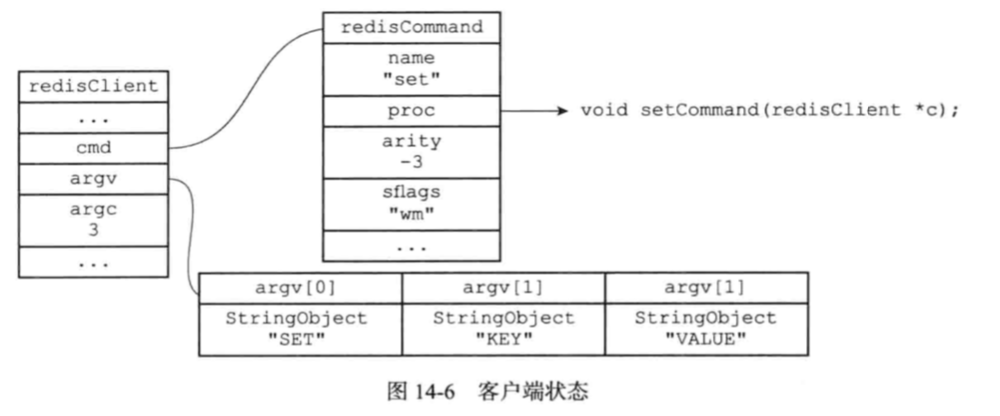 redisClient
...
cmd
argv
argc
3
...
redisCommand
name
"set"
proc
arity
-3
sflags
"wm"
...
void setCommand(redisClient *c);
argv[0] argv[1] argv[1]
StringObject StringObject StringObject
"SET" "KEY" "VALUE"
图 14-6 客户端状态